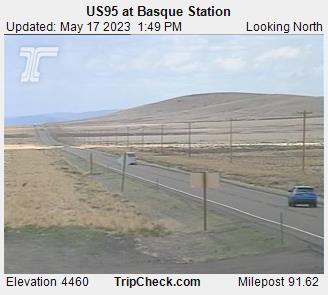 US95 at Basque Station
Updated: May 17 2023 1:49 PM Looking North
Elevation 4460 TripCheck.com Milepost 91.62